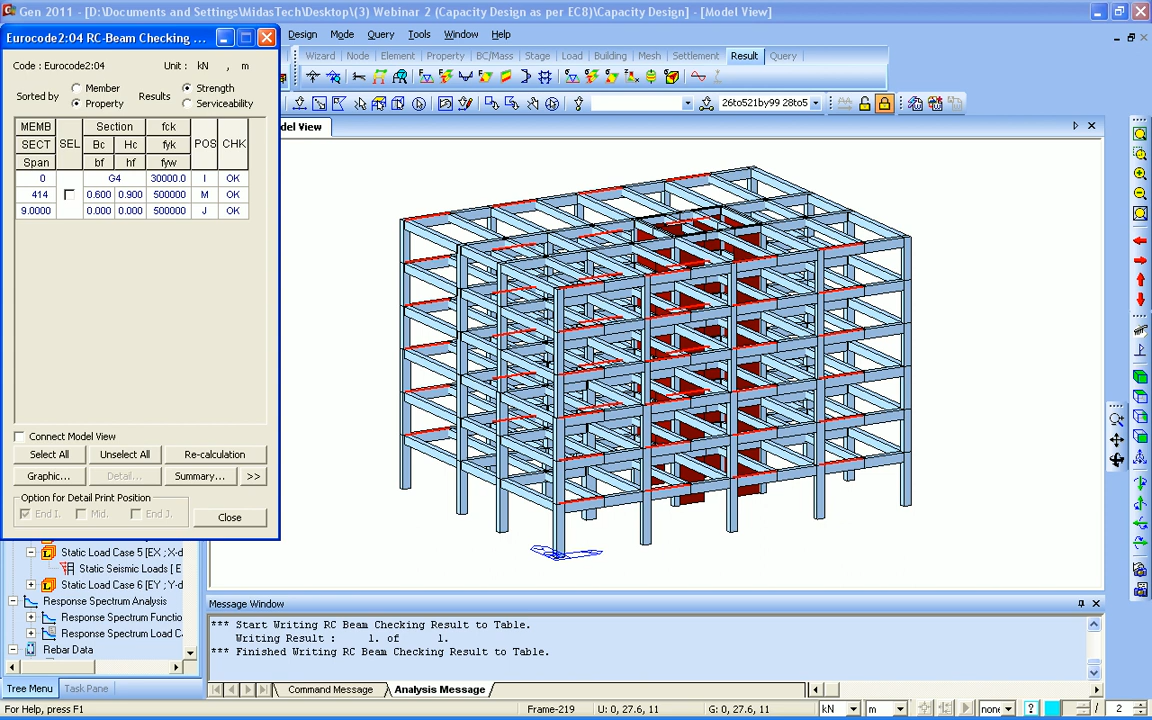 Gen 2011 - [D:\Documents and Settings\MidasTech\Desktop\(3) Webinar 2 (Capacity Design as per EC8)\Capacity Design] - [Model View]
Eurocode2:04 RC-Beam Checking ...
Design Mode Query Tools Window Help
Wizard Node Element Property BC/Mass Stage Load Building Mesh Settlement Result Query
Code : Eurocode2:04 Unit : kN , m
Sorted by Member Results Strength
Property Serviceability
26to521by99 28to5
del View
MEMB Section fck
SECT SEL Bc Hc fyk POS CHK
Span bf hf fyw
0 G4 30000.0 I OK
414 0.600 0.900 500000 M OK
9.0000 0.000 0.000 500000 J OK
Connect Model View
Select All Unselect All Re-calculation
Graphic... Detail... Summary... >>
Option for Detail Print Position
End I. Mid. End J.
Close
Static Load Case 5 [EX ; X-d
Static Seismic Loads [ E
Static Load Case 6 [EY ; Y-d
Response Spectrum Analysis
Response Spectrum Functio
Response Spectrum Load C
Rebar Data
Tree Menu Task Pane
Message Window
*** Start Writing RC Beam Checking Result to Table.
Writing Result : 1. of 1.
*** Finished Writing RC Beam Checking Result to Table.
Command Message Analysis Message
For Help, press F1 Frame-219 U: 0, 27.6, 11 G: 0, 27.6, 11 kN m none ? / 2